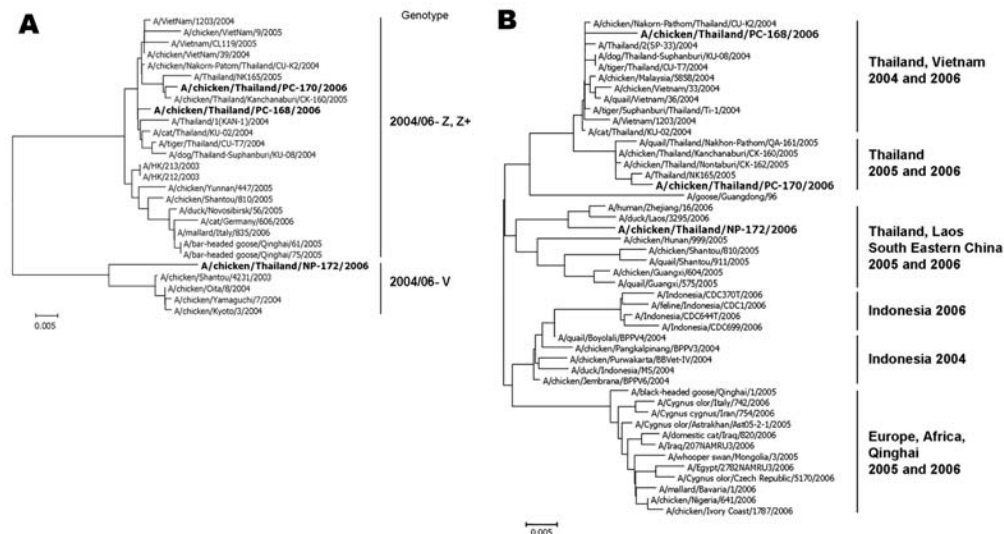 A
Genotype
A/VietNam/1203/2004
A/chicken/VietNam/9/2005
A/Vietnam/CL119/2005
A/chicken/VietNam/39/2004
A/chicken/Nakorn-Patom/Thailand/CU-K2/2004
A/Thailand/NK165/2005
A/chicken/Thailand/PC-170/2006
A/chicken/Thailand/Kanchanaburi/CK-160/2005
A/chicken/Thailand/PC-168/2006
A/Thailand/1(KAN-1)/2004
A/cat/Thailand/KU-02/2004
A/tiger/Thailand/CU-T7/2004
A/dog/Thailand-Suphanburi/KU-08/2004
A/HK/213/2003
A/HK/212/2003
A/chicken/Yunnan/447/2005
A/chicken/Shantou/810/2005
A/duck/Novosibirsk/56/2005
A/cat/Germany/606/2006
A/mallard/Italy/835/2006
A/bar-headed goose/Qinghai/61/2005
A/bar-headed goose/Qinghai/75/2005
2004/06- Z, Z+
A/chicken/Thailand/NP-172/2006
A/chicken/Shantou/4231/2003
A/chicken/Oita/8/2004
A/chicken/Yamaguchi/7/2004
A/chicken/Kyoto/3/2004
2004/06- V
0.005
B
A/chicken/Nakorn-Pathom/Thailand/CU-K2/2004
A/chicken/Thailand/PC-168/2006
A/Thailand/2(SP-33)/2004
A/dog/Thailand-Suphanburi/KU-08/2004
A/tiger/Thailand/CU-T7/2004
A/chicken/Malaysia/5858/2004
A/chicken/Vietnam/33/2004
A/quail/Vietnam/36/2004
A/tiger/Suphanburi/Thailand/Ti-1/2004
A/Vietnam/1203/2004
A/cat/Thailand/KU-02/2004
Thailand, Vietnam
2004 and 2006
A/quail/Thailand/Nakhon-Pathom/QA-161/2005
A/chicken/Thailand/Kanchanaburi/CK-160/2005
A/chicken/Thailand/Nontaburi/CK-162/2005
A/Thailand/NK165/2005
A/chicken/Thailand/PC-170/2006
Thailand
2005 and 2006
A/goose/Guangdong/96
A/human/Zhejiang/16/2006
A/duck/Laos/3295/2006
A/chicken/Thailand/NP-172/2006
A/chicken/Hunan/999/2005
A/chicken/Shantou/810/2005
A/quail/Shantou/911/2005
A/chicken/Guangxi/604/2005
A/quail/Guangxi/575/2005
Thailand, Laos
South Eastern China
2005 and 2006
A/Indonesia/CDC370T/2006
A/feline/Indonesia/CDC1/2006
A/Indonesia/CDC644T/2006
A/Indonesia/CDC699/2006
Indonesia 2006
A/quail/Boyolali/BPPV4/2004
A/chicken/Pangkalpinang/BPPV3/2004
A/chicken/Purwakarta/BBVet-IV/2004
A/duck/Indonesia/MS/2004
A/chicken/Jembrana/BPPV6/2004
Indonesia 2004
A/black-headed goose/Qinghai/1/2005
A/Cygnus olor/Italy/742/2006
A/Cygnus cygnus/Iran/754/2006
A/Cygnus olor/Astrakhan/Ast05-2-1/2005
A/domestic cat/Iraq/820/2006
A/Iraq/207NAMRU3/2006
A/whooper swan/Mongolia/3/2005
A/Egypt/2782NAMRU3/2006
A/Cygnus olor/Czech Republic/5170/2006
A/mallard/Bavaria/1/2006
A/chicken/Nigeria/641/2006
A/chicken/Ivory Coast/1787/2006
Europe, Africa,
Qinghai
2005 and 2006
0.005